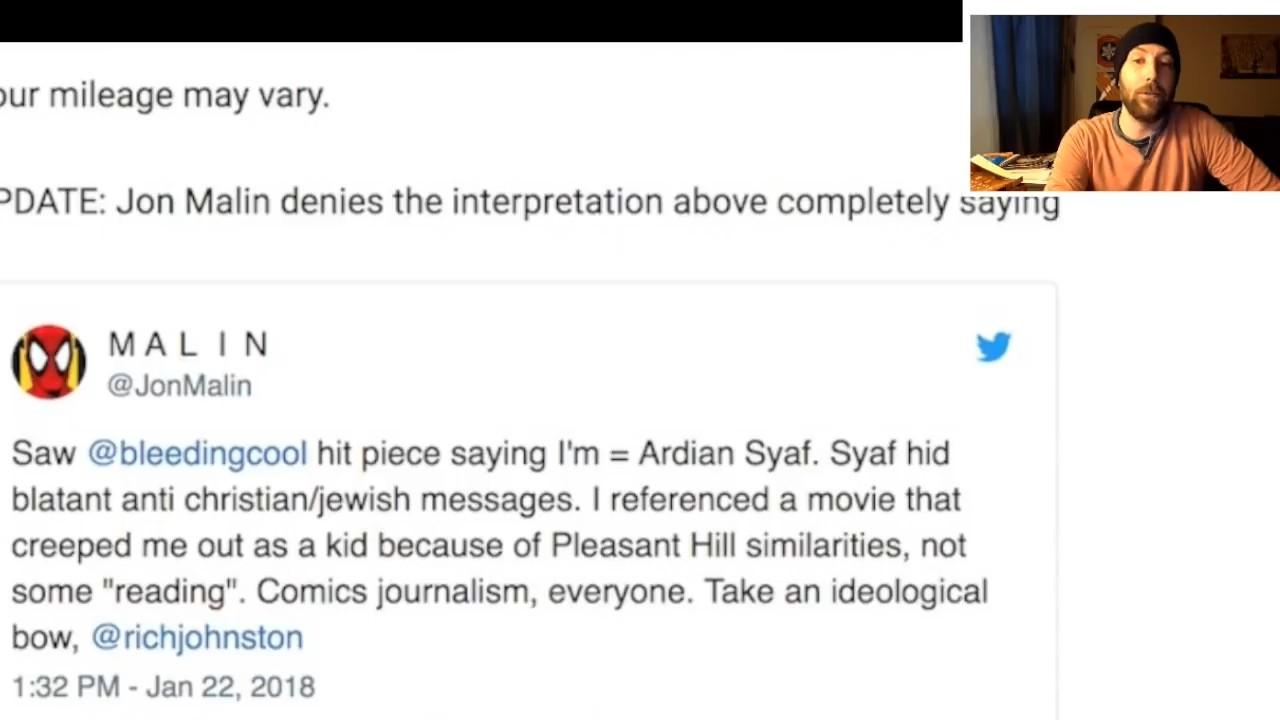 our mileage may vary.
PDATE: Jon Malin denies the interpretation above completely saying
M A L I N
@JonMalin
Saw @bleedingcool hit piece saying I'm = Ardian Syaf. Syaf hid
blatant anti christian/jewish messages. I referenced a movie that
creeped me out as a kid because of Pleasant Hill similarities, not
some "reading". Comics journalism, everyone. Take an ideological
bow, @richjohnston
1:32 PM - Jan 22, 2018